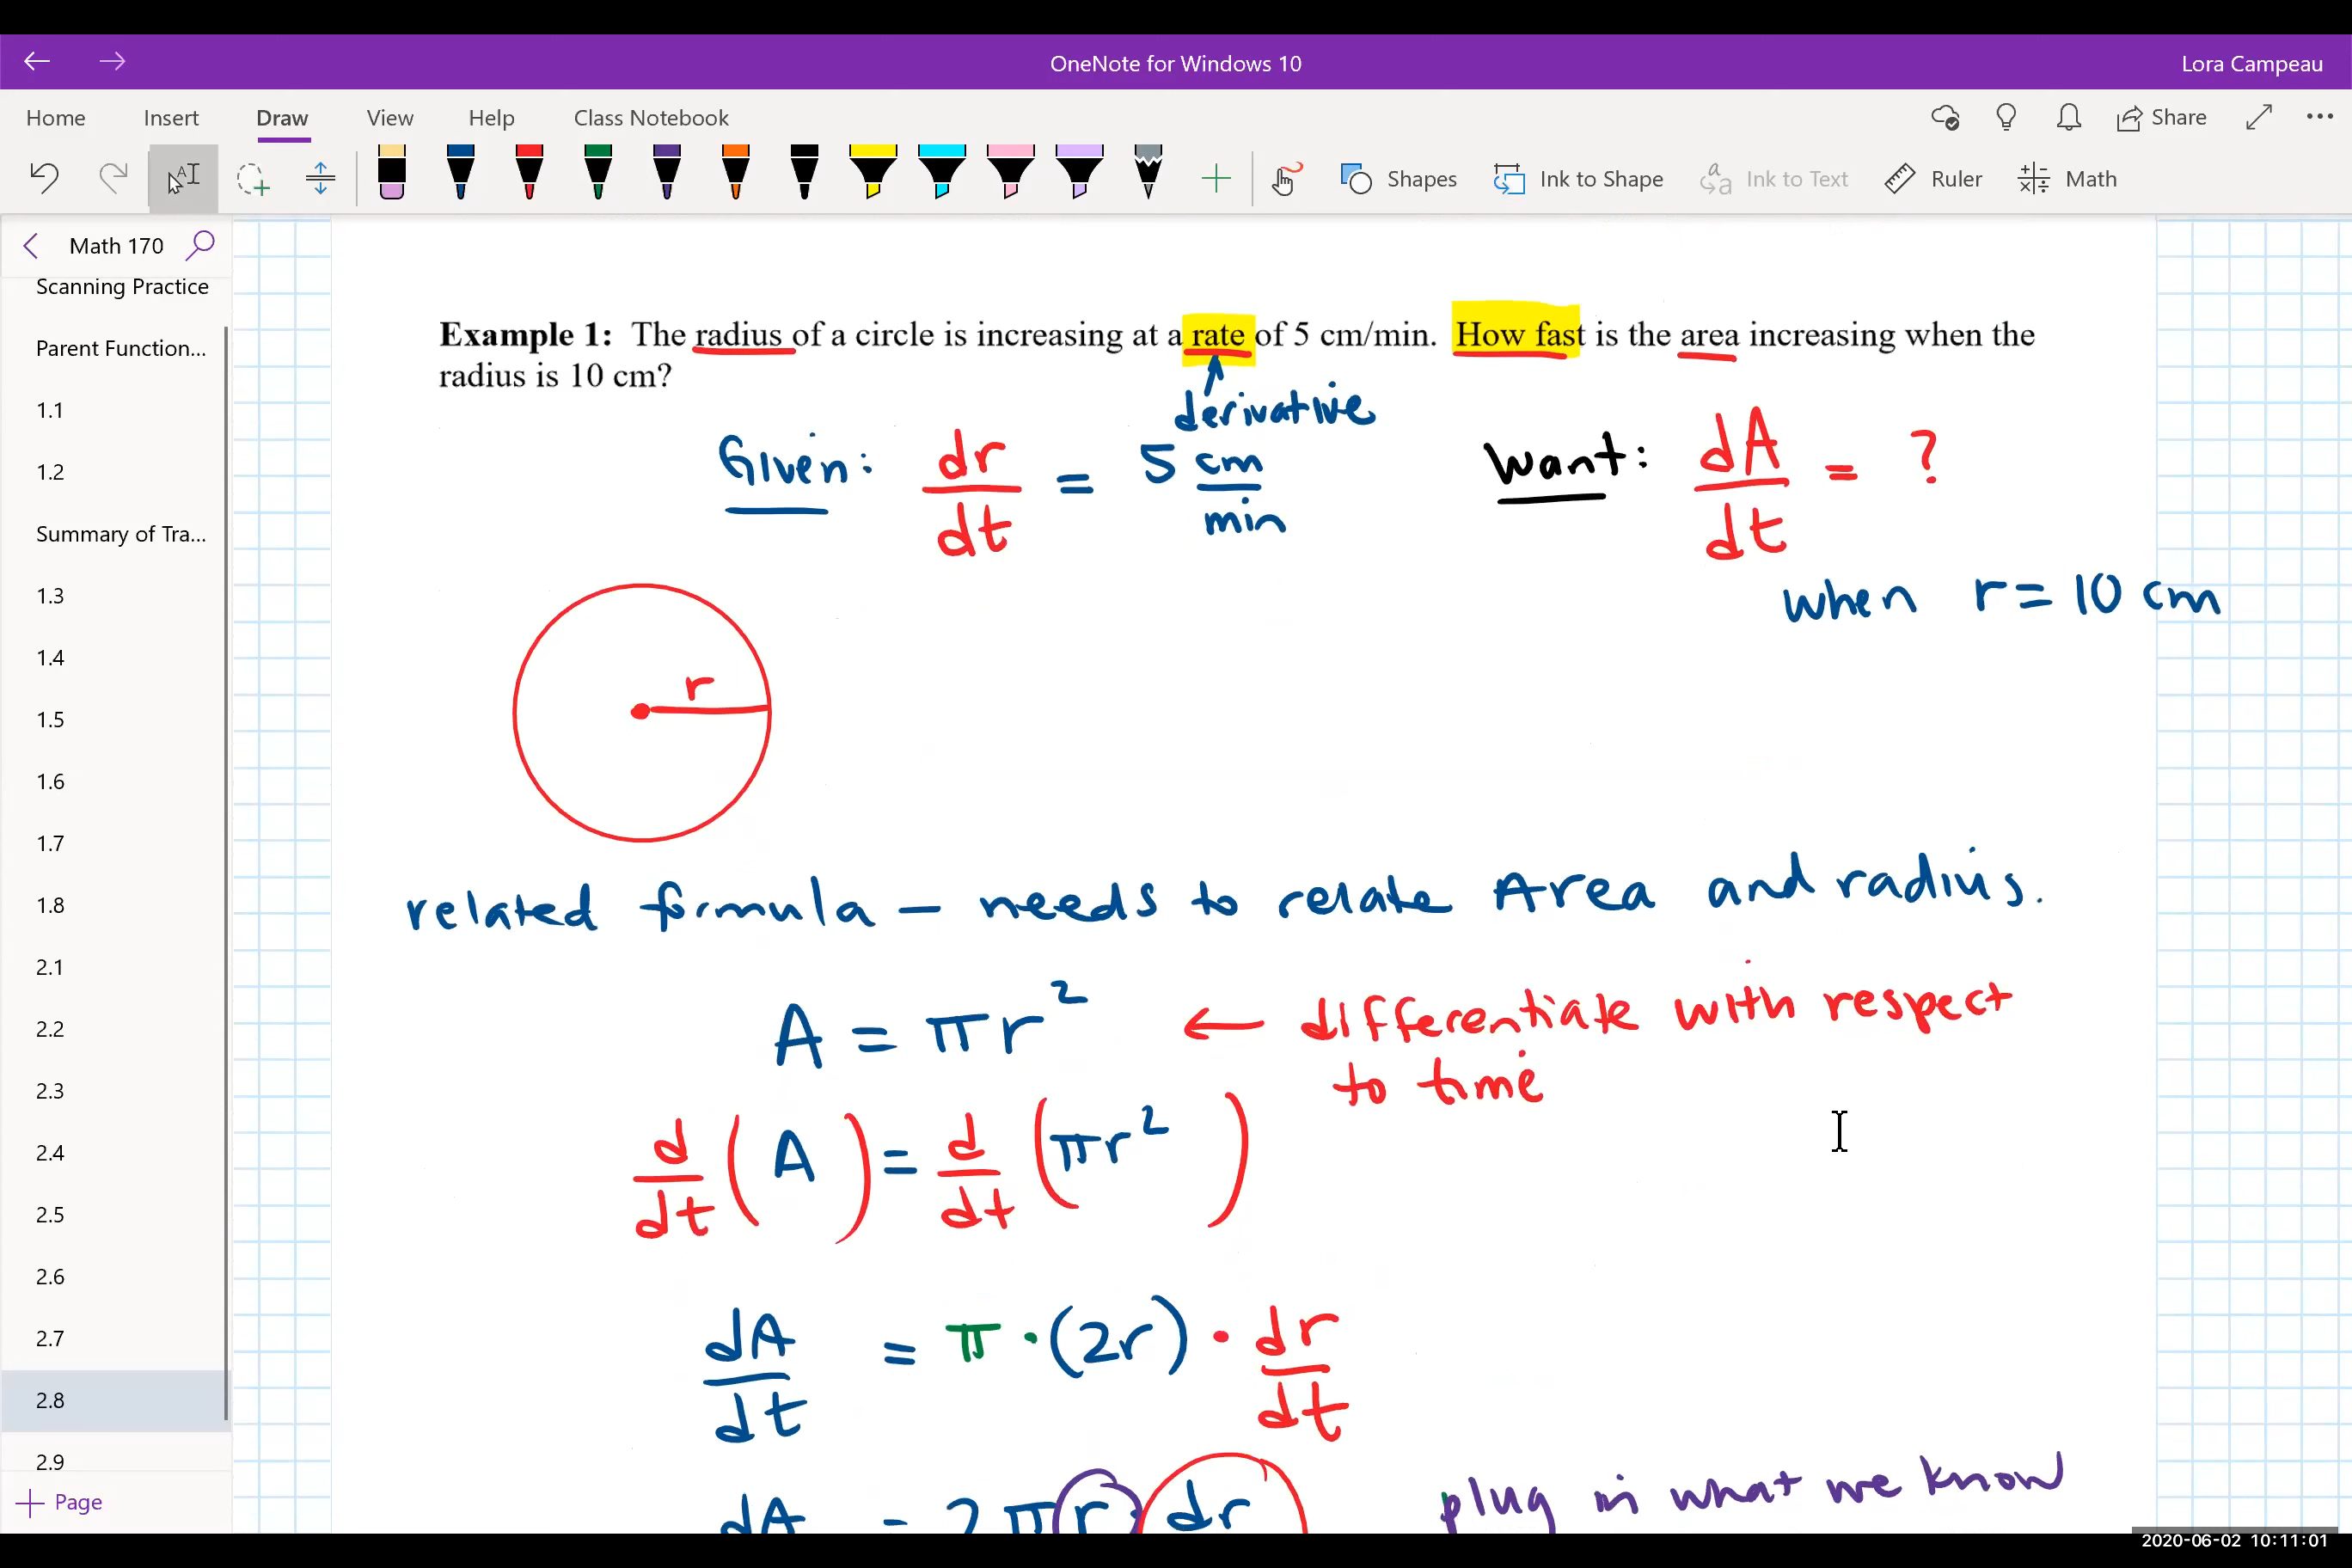 OneNote for Windows 10
Lora Campeau
Home Insert Draw View Help Class Notebook
Share
Shapes Ink to Shape Ink to Text Ruler Math
Math 170
Scanning Practice
Parent Function...
1.1
1.2
Summary of Tra...
1.3
1.4
1.5
1.6
1.7
1.8
2.1
2.2
2.3
2.4
2.5
2.6
2.7
2.8
2.9
+ Page
Example 1: The radius of a circle is increasing at a rate of 5 cm/min. How fast is the area increasing when the
radius is 10 cm?
derivative
Given: dr/dt = 5 cm/min
Want: dA/dt = ?
when r = 10 cm
r
related formula – needs to relate Area and radius.
A = πr² ← differentiate with respect
to time
d/dt (A) = d/dt (πr²)
dA/dt = π · (2r) · dr/dt
dA = 2πr dr
plug in what we know
2020-06-02 10:11:01